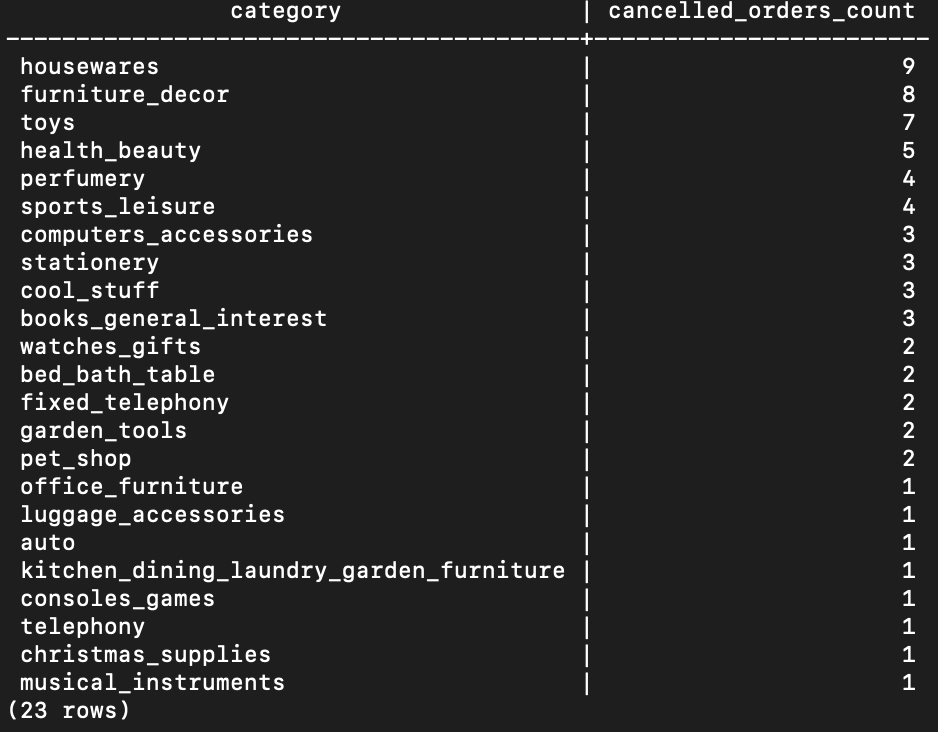 category | cancelled_orders_count
-----------------------------------------+------------------------
housewares | 9
furniture_decor | 8
toys | 7
health_beauty | 5
perfumery | 4
sports_leisure | 4
computers_accessories | 3
stationery | 3
cool_stuff | 3
books_general_interest | 3
watches_gifts | 2
bed_bath_table | 2
fixed_telephony | 2
garden_tools | 2
pet_shop | 2
office_furniture | 1
luggage_accessories | 1
auto | 1
kitchen_dining_laundry_garden_furniture | 1
consoles_games | 1
telephony | 1
christmas_supplies | 1
musical_instruments | 1
(23 rows)